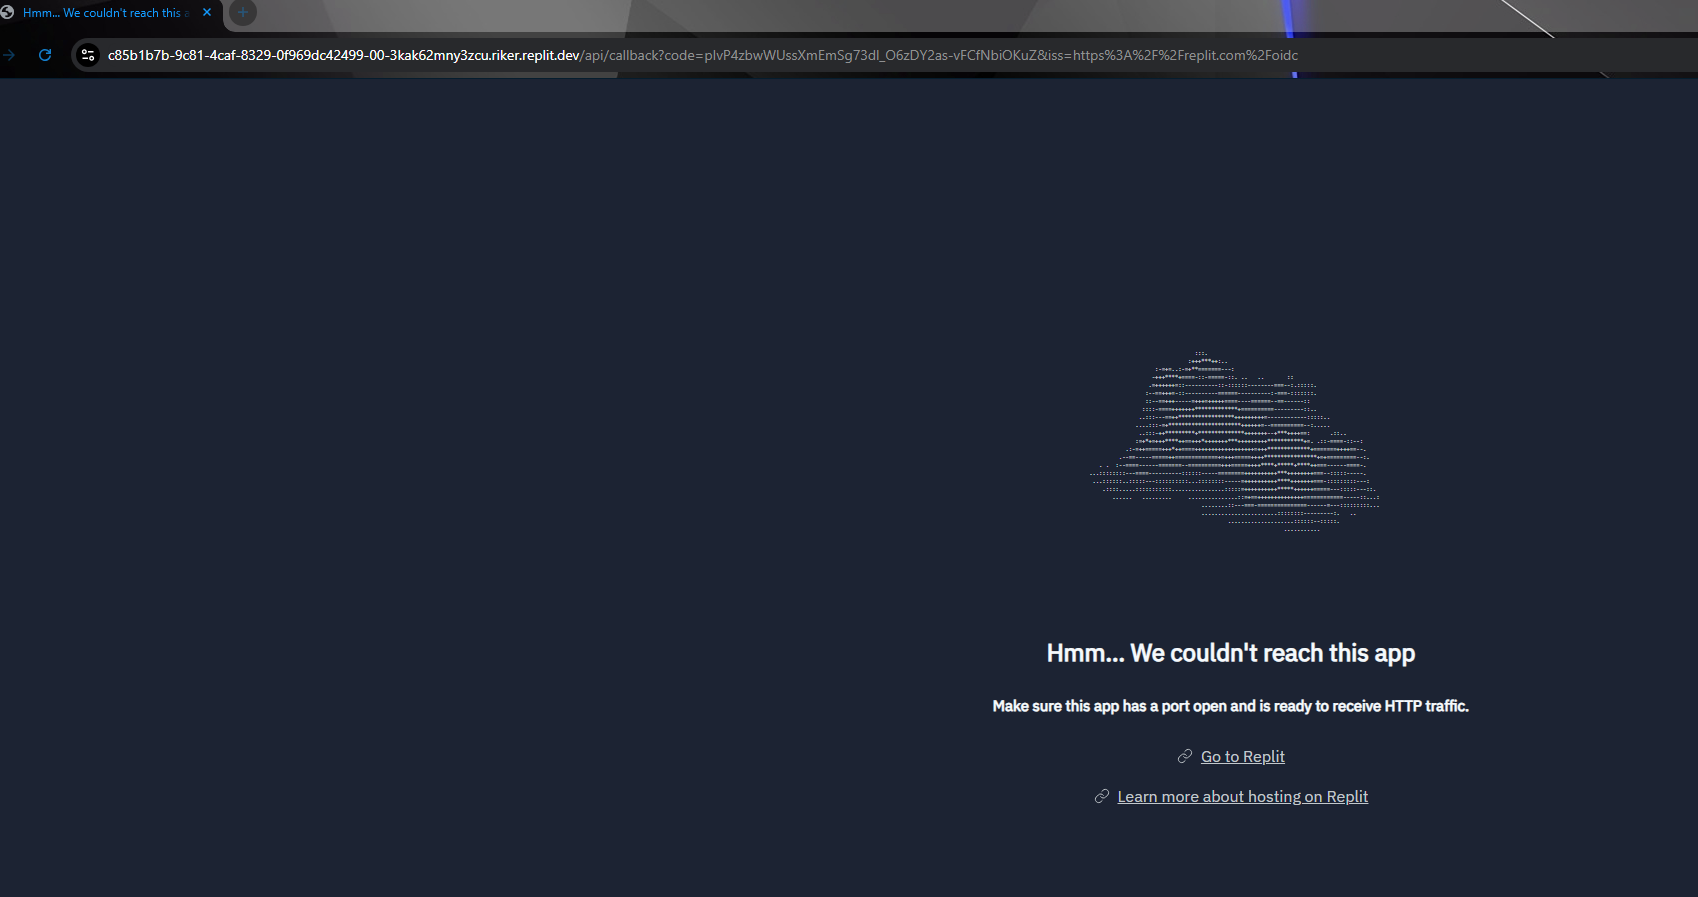 Hmm... We couldn't reach this a
c85b1b7b-9c81-4caf-8329-0f969dc42499-00-3kak62mny3zcu.riker.replit.dev/api/callback?code=plvP4zbwWUssXmEmSg73dl_O6zDY2as-vFCfNbiOKuZ&iss=https%3A%2F%2Freplit.com%2Foidc
Hmm... We couldn't reach this app
Make sure this app has a port open and is ready to receive HTTP traffic.
Go to Replit
Learn more about hosting on Replit